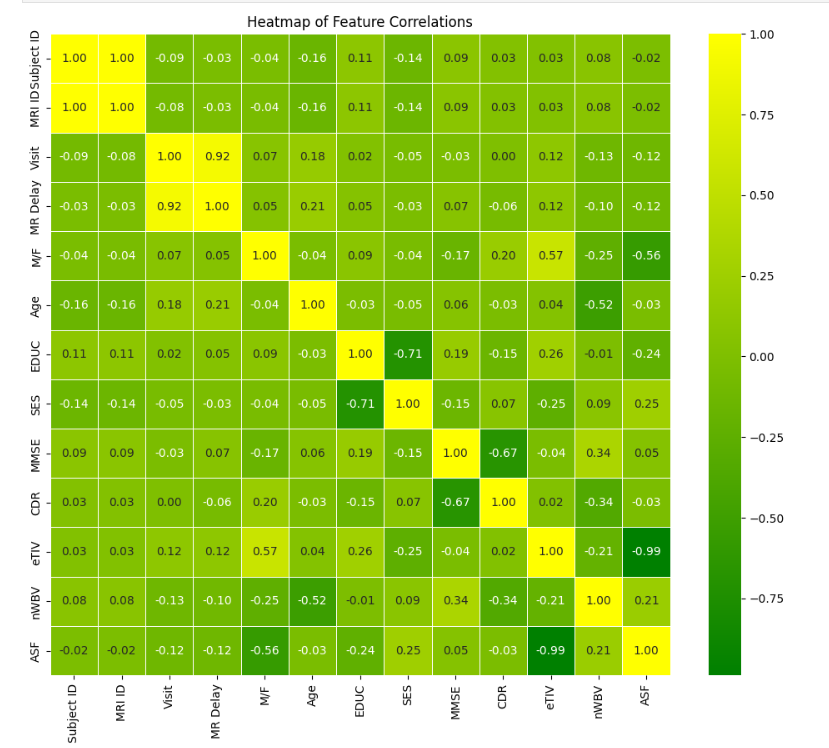 Heatmap of Feature Correlations
Subject ID 1.00 1.00 -0.09 -0.03 -0.04 -0.16 0.11 -0.14 0.09 0.03 0.03 0.08 -0.02
MRI ID 1.00 1.00 -0.08 -0.03 -0.04 -0.16 0.11 -0.14 0.09 0.03 0.03 0.08 -0.02
Visit -0.09 -0.08 1.00 0.92 0.07 0.18 0.02 -0.05 -0.03 0.00 0.12 -0.13 -0.12
MR Delay -0.03 -0.03 0.92 1.00 0.05 0.21 0.05 -0.03 0.07 -0.06 0.12 -0.10 -0.12
M/F -0.04 -0.04 0.07 0.05 1.00 -0.04 0.09 -0.04 -0.17 0.20 0.57 -0.25 -0.56
Age -0.16 -0.16 0.18 0.21 -0.04 1.00 -0.03 -0.05 0.06 -0.03 0.04 -0.52 -0.03
EDUC 0.11 0.11 0.02 0.05 0.09 -0.03 1.00 -0.71 0.19 -0.15 0.26 -0.01 -0.24
SES -0.14 -0.14 -0.05 -0.03 -0.04 -0.05 -0.71 1.00 -0.15 0.07 -0.25 0.09 0.25
MMSE 0.09 0.09 -0.03 0.07 -0.17 0.06 0.19 -0.15 1.00 -0.67 -0.04 0.34 0.05
CDR 0.03 0.03 0.00 -0.06 0.20 -0.03 -0.15 0.07 -0.67 1.00 0.02 -0.34 -0.03
eTIV 0.03 0.03 0.12 0.12 0.57 0.04 0.26 -0.25 -0.04 0.02 1.00 -0.21 -0.99
nWBV 0.08 0.08 -0.13 -0.10 -0.25 -0.52 -0.01 0.09 0.34 -0.34 -0.21 1.00 0.21
ASF -0.02 -0.02 -0.12 -0.12 -0.56 -0.03 -0.24 0.25 0.05 -0.03 -0.99 0.21 1.00
Subject ID MRI ID Visit MR Delay M/F Age EDUC SES MMSE CDR eTIV nWBV ASF
1.00
0.75
0.50
0.25
0.00
−0.25
−0.50
−0.75